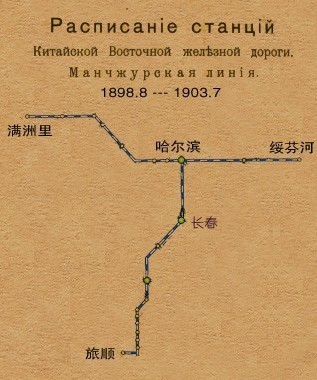 Расписаніе станцій
Китайской Восточной желѣзной дороги.
Манчжурская линія.
1898.8 --- 1903.7
满洲里
哈尔滨
绥芬河
长春
旅顺